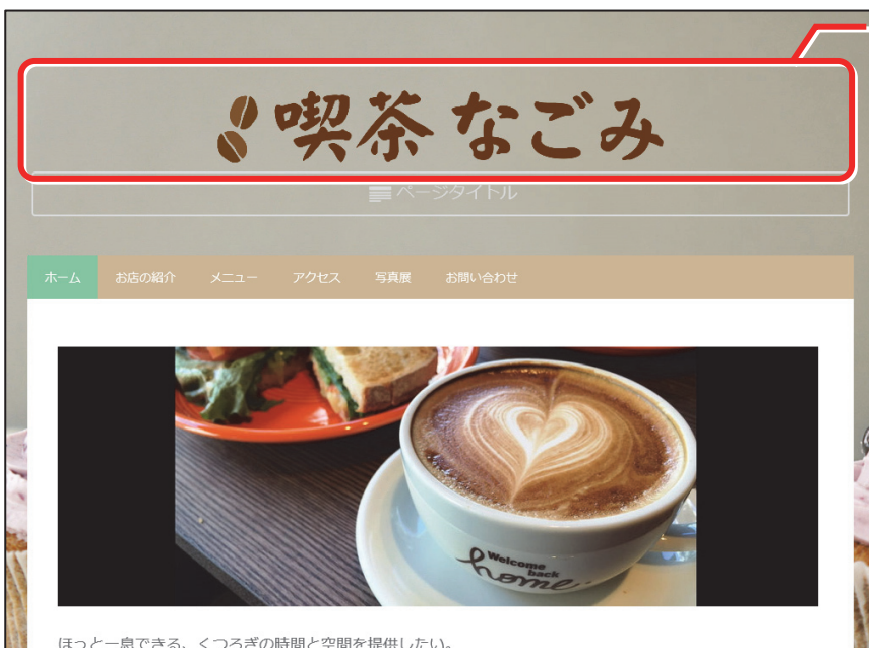 喫茶 なごみ
ページタイトル
ホーム お店の紹介 メニュー アクセス 写真展 お問い合わせ
Welcome
back
home
ほっと一息できる、くつろぎの時間と空間を提供したい。